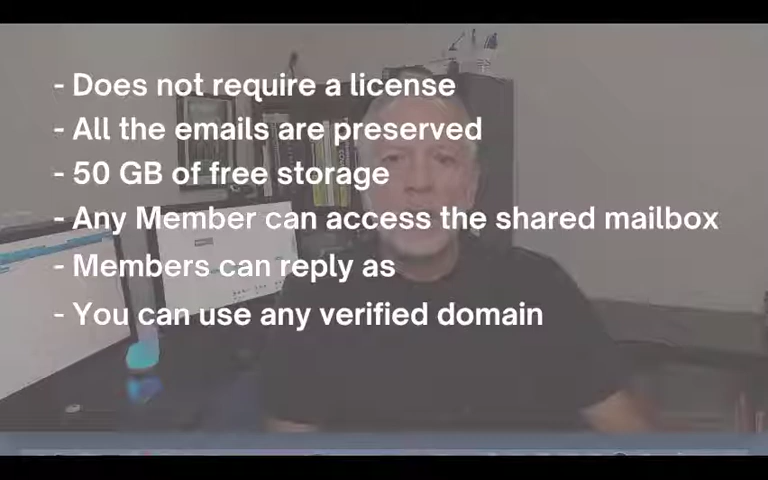 - Does not require a license
- All the emails are preserved
- 50 GB of free storage
- Any Member can access the shared mailbox
- Members can reply as
- You can use any verified domain